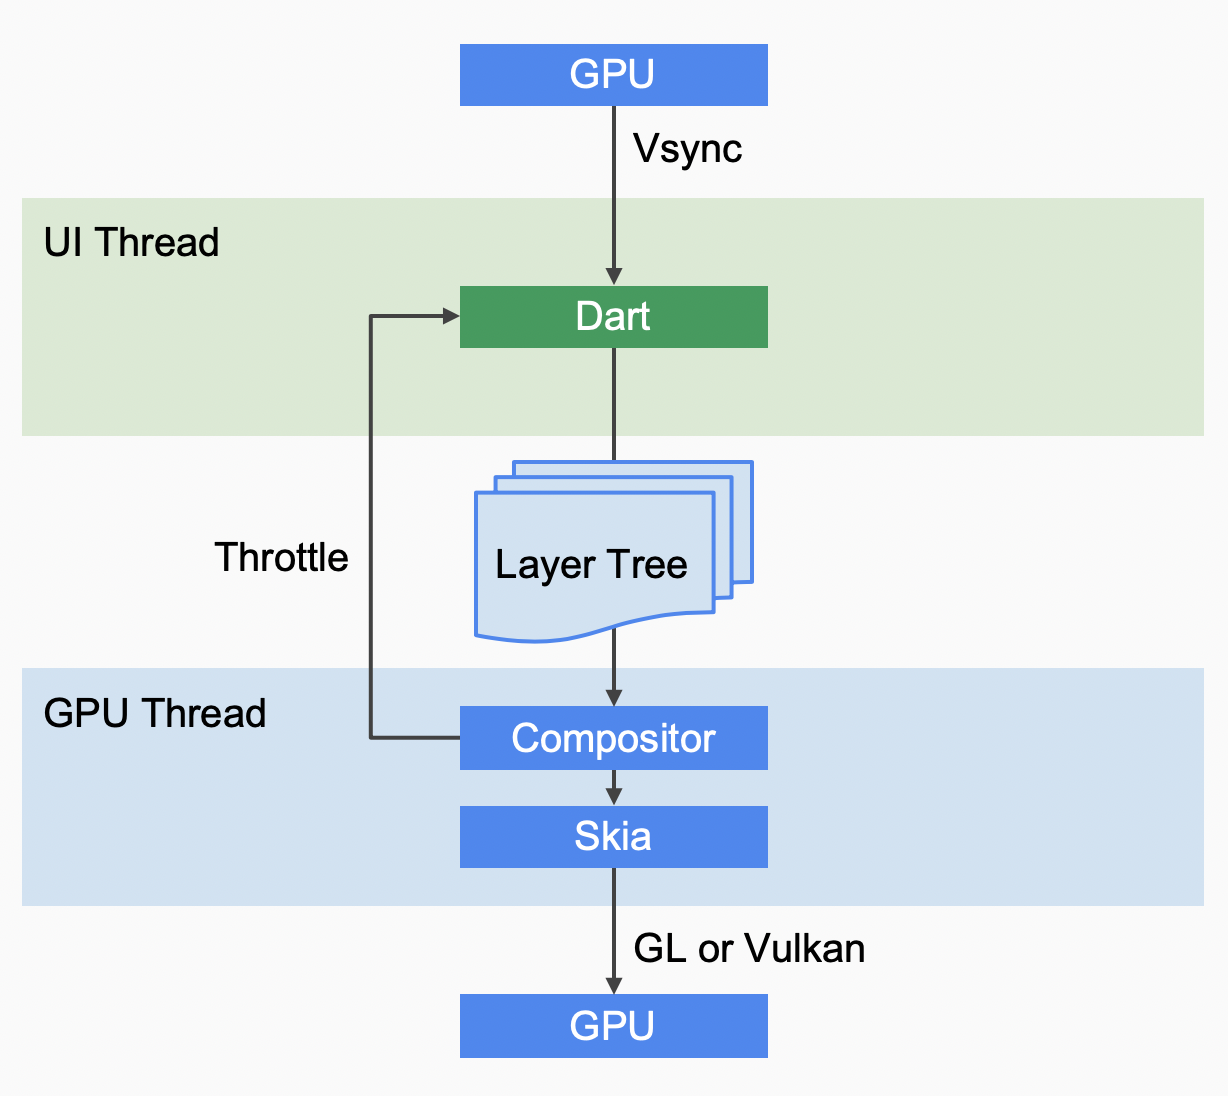 GPU
Vsync
UI Thread
Dart
Throttle
Layer Tree
GPU Thread
Compositor
Skia
GL or Vulkan
GPU